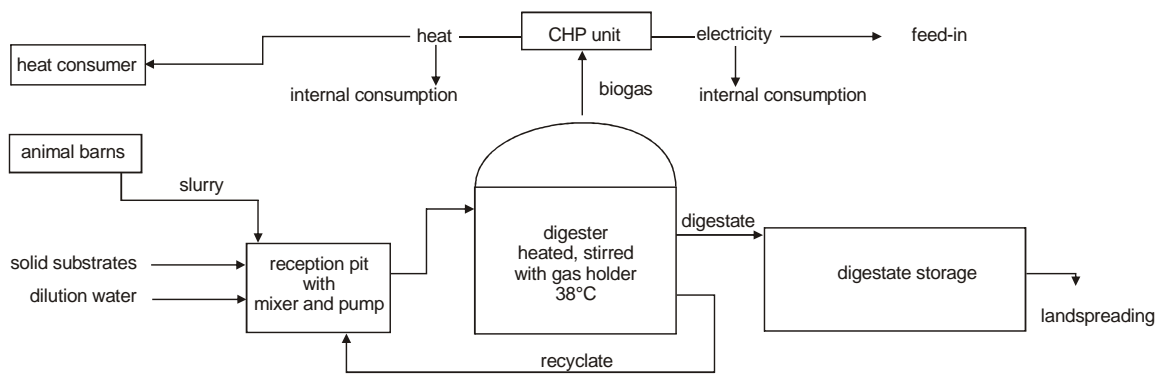 CHP unit
heat
electricity
feed-in
heat consumer
internal consumption
biogas
internal consumption
animal barns
slurry
digester
heated, stirred
with gas holder
38°C
digestate
solid substrates
dilution water
reception pit
with
mixer and pump
digestate storage
landspreading
recyclate